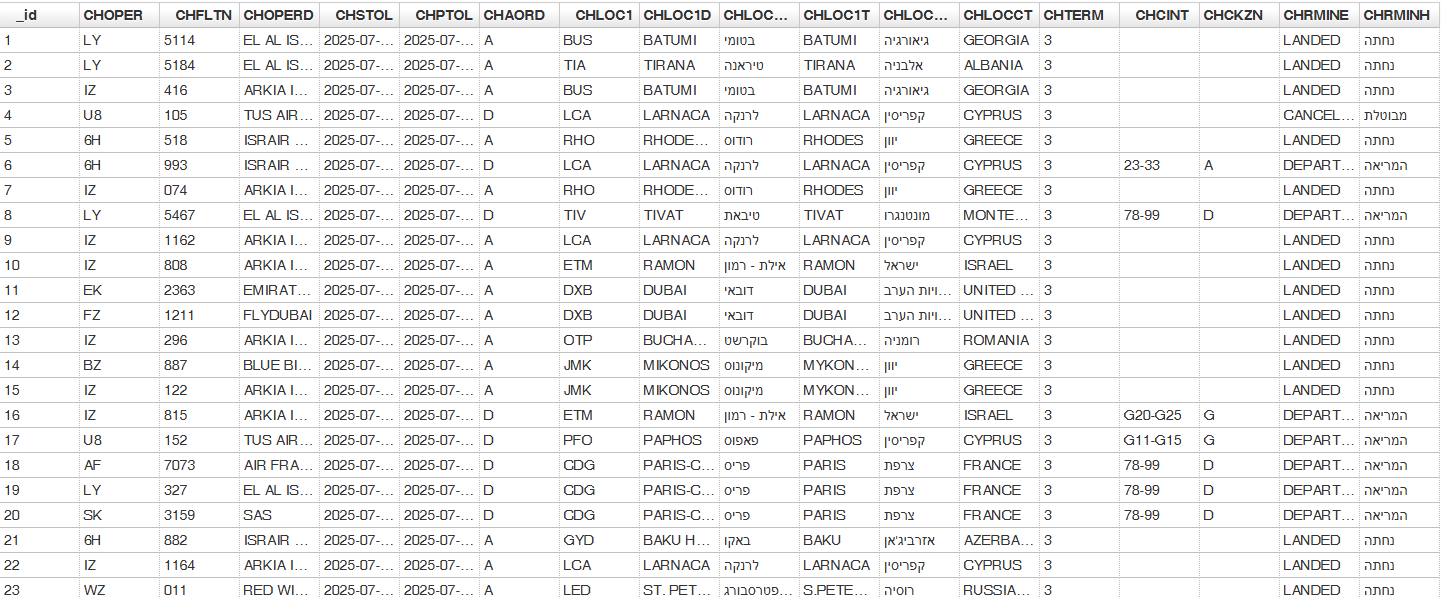 _id CHOPER CHFLTN CHOPERD CHSTOL CHPTOL CHAORD CHLOC1 CHLOC1D CHLOC... CHLOC1T CHLOC... CHLOCCT CHTERM CHCINT CHCKZN CHRMINE CHRMINH
1 LY 5114 EL AL IS... 2025-07-... 2025-07-... A BUS BATUMI בטומי BATUMI גיאורגיה GEORGIA 3 LANDED נחתה
2 LY 5184 EL AL IS... 2025-07-... 2025-07-... A TIA TIRANA טיראנה TIRANA אלבניה ALBANIA 3 LANDED נחתה
3 IZ 416 ARKIA I... 2025-07-... 2025-07-... A BUS BATUMI בטומי BATUMI גיאורגיה GEORGIA 3 LANDED נחתה
4 U8 105 TUS AIR... 2025-07-... 2025-07-... D LCA LARNACA לרנקה LARNACA קפריסין CYPRUS 3 CANCEL... מבוטלת
5 6H 518 ISRAIR ... 2025-07-... 2025-07-... A RHO RHODE... רודוס RHODES יוון GREECE 3 LANDED נחתה
6 6H 993 ISRAIR ... 2025-07-... 2025-07-... D LCA LARNACA לרנקה LARNACA קפריסין CYPRUS 3 23-33 A DEPART... המריאה
7 IZ 074 ARKIA I... 2025-07-... 2025-07-... A RHO RHODE... רודוס RHODES יוון GREECE 3 LANDED נחתה
8 LY 5467 EL AL IS... 2025-07-... 2025-07-... D TIV TIVAT טיבאת TIVAT מונטנגרו MONTE... 3 78-99 D DEPART... המריאה
9 IZ 1162 ARKIA I... 2025-07-... 2025-07-... A LCA LARNACA לרנקה LARNACA קפריסין CYPRUS 3 LANDED נחתה
10 IZ 808 ARKIA I... 2025-07-... 2025-07-... A ETM RAMON אילת - רמון RAMON ישראל ISRAEL 3 LANDED נחתה
11 EK 2363 EMIRAT... 2025-07-... 2025-07-... A DXB DUBAI דובאי DUBAI ויות הערב... UNITED ... 3 LANDED נחתה
12 FZ 1211 FLYDUBAI 2025-07-... 2025-07-... A DXB DUBAI דובאי DUBAI ויות הערב... UNITED ... 3 LANDED נחתה
13 IZ 296 ARKIA I... 2025-07-... 2025-07-... A OTP BUCHA... בוקרשט BUCHA... רומניה ROMANIA 3 LANDED נחתה
14 BZ 887 BLUE BI... 2025-07-... 2025-07-... A JMK MIKONOS מיקונוס MYKON... יוון GREECE 3 LANDED נחתה
15 IZ 122 ARKIA I... 2025-07-... 2025-07-... A JMK MIKONOS מיקונוס MYKON... יוון GREECE 3 LANDED נחתה
16 IZ 815 ARKIA I... 2025-07-... 2025-07-... D ETM RAMON אילת - רמון RAMON ישראל ISRAEL 3 G20-G25 G DEPART... המריאה
17 U8 152 TUS AIR... 2025-07-... 2025-07-... D PFO PAPHOS פאפוס PAPHOS קפריסין CYPRUS 3 G11-G15 G DEPART... המריאה
18 AF 7073 AIR FRA... 2025-07-... 2025-07-... D CDG PARIS-C... פריס PARIS צרפת FRANCE 3 78-99 D DEPART... המריאה
19 LY 327 EL AL IS... 2025-07-... 2025-07-... D CDG PARIS-C... פריס PARIS צרפת FRANCE 3 78-99 D DEPART... המריאה
20 SK 3159 SAS 2025-07-... 2025-07-... D CDG PARIS-C... פריס PARIS צרפת FRANCE 3 78-99 D DEPART... המריאה
21 6H 882 ISRAIR ... 2025-07-... 2025-07-... A GYD BAKU H... באקו BAKU אזרביג'אן AZERBA... 3 LANDED נחתה
22 IZ 1164 ARKIA I... 2025-07-... 2025-07-... A LCA LARNACA לרנקה LARNACA קפריסין CYPRUS 3 LANDED נחתה
23 WZ 011 RED WI... 2025-07-... 2025-07-... A LED ST. PET... פטרסבורג... S.PETE... רוסיה RUSSIA... 3 LANDED נחתה